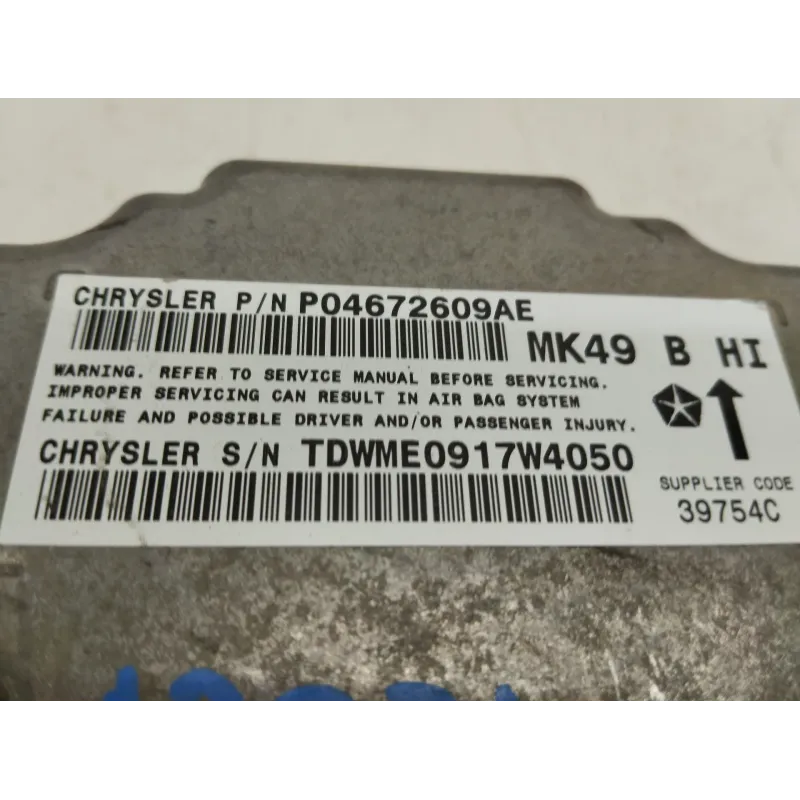 CHRYSLER P/N P04672609AE
MK49 B HI
WARNING. REFER TO SERVICE MANUAL BEFORE SERVICING.
IMPROPER SERVICING CAN RESULT IN AIR BAG SYSTEM
FAILURE AND POSSIBLE DRIVER AND/OR PASSENGER INJURY.
CHRYSLER S/N TDWME0917W4050
SUPPLIER CODE
39754C